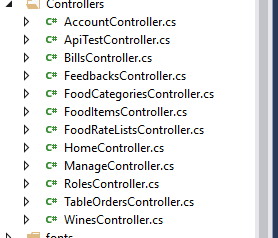 Controllers
C# AccountController.cs
C# ApiTestController.cs
C# BillsController.cs
C# FeedbacksController.cs
C# FoodCategoriesController.cs
C# FoodItemsController.cs
C# FoodRateListsController.cs
C# HomeController.cs
C# ManageController.cs
C# RolesController.cs
C# TableOrdersController.cs
C# WinesController.cs
fonts